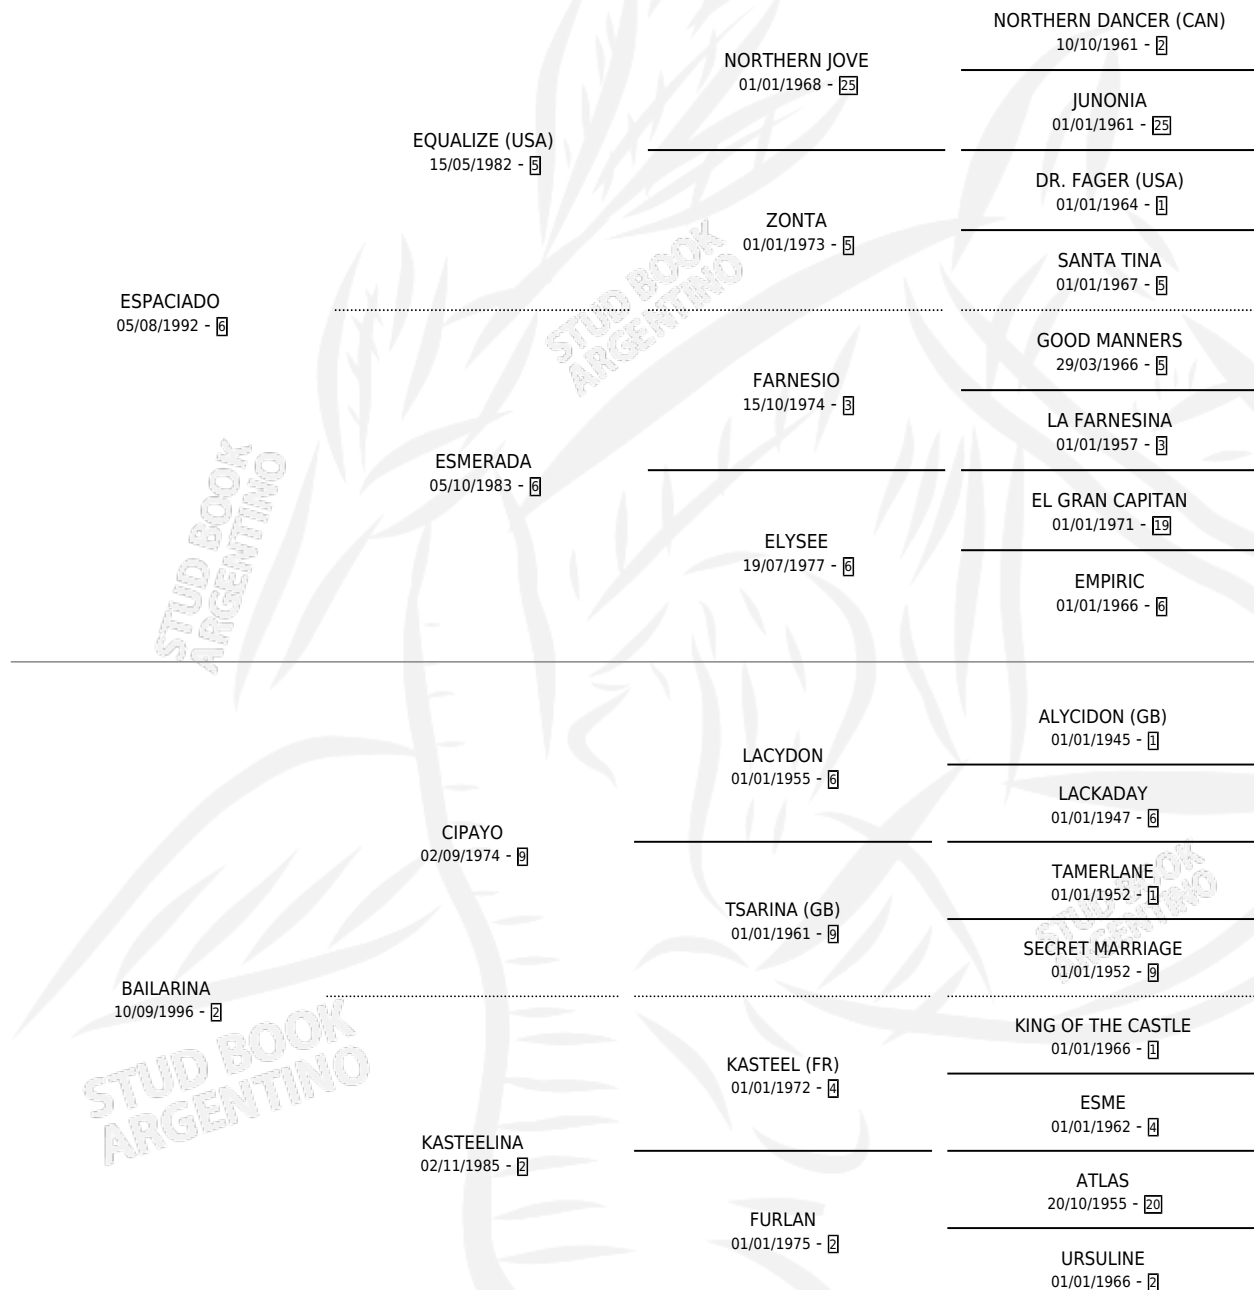 NORTHERN DANCER (CAN)
10/10/1961 - 2
NORTHERN JOVE
01/01/1968 - 25
JUNONIA
01/01/1961 - 25
EQUALIZE (USA)
15/05/1982 - 5
DR. FAGER (USA)
01/01/1964 - 1
ZONTA
01/01/1973 - 5
SANTA TINA
01/01/1967 - 5
ESPACIADO
05/08/1992 - 6
STUD BOOK
ARGENTINO
GOOD MANNERS
29/03/1966 - 5
FARNESIO
15/10/1974 - 3
LA FARNESINA
01/01/1957 - 3
ESMERADA
05/10/1983 - 6
EL GRAN CAPITAN
01/01/1971 - 19
ELYSEE
19/07/1977 - 6
EMPIRIC
01/01/1966 - 6
STUD BOOK
ARGENTINO
ALYCIDON (GB)
01/01/1945 - 1
LACYDON
01/01/1955 - 6
LACKADAY
01/01/1947 - 6
CIPAYO
02/09/1974 - 9
TAMERLANE
01/01/1952 - 1
TSARINA (GB)
01/01/1961 - 9
SECRET MARRIAGE
01/01/1952 - 9
STUD BOOK
ARGENTINO
BAILARINA
10/09/1996 - 2
KING OF THE CASTLE
01/01/1966 - 1
KASTEEL (FR)
01/01/1972 - 4
ESME
01/01/1962 - 4
STUD BOOK
ARGENTINO
KASTEELINA
02/11/1985 - 2
ATLAS
20/10/1955 - 20
FURLAN
01/01/1975 - 2
URSULINE
01/01/1966 - 2